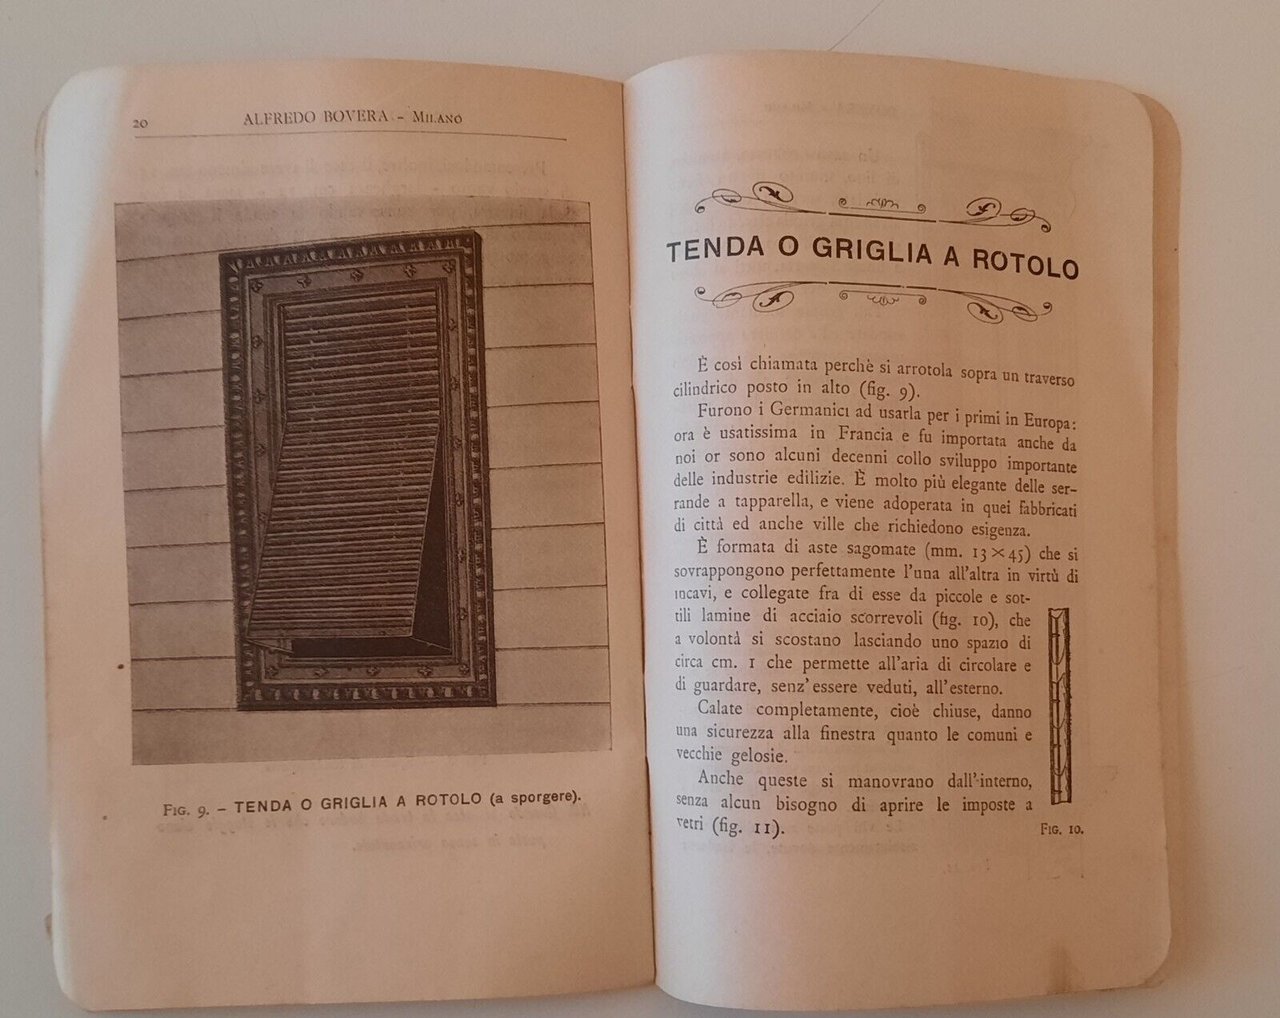 20
ALFREDO BOVERA - MILANO
FIG. 9. - TENDA O GRIGLIA A ROTOLO (a sporgere).
TENDA O GRIGLIA A ROTOLO
È così chiamata perchè si arrotola sopra un traverso
cilindrico posto in alto (fig. 9).
Furono i Germanici ad usarla per i primi in Europa:
ora è usatissima in Francia e fu importata anche da
noi or sono alcuni decenni collo sviluppo importante
delle industrie edilizie. È molto più elegante delle ser-
rande a tapparella, e viene adoperata in quei fabbricati
di città ed anche ville che richiedono esigenza.
È formata di aste sagomate (mm. 13 × 45) che si
sovrappongono perfettamente l'una all'altra in virtù di
incavi, e collegate fra di esse da piccole e sot-
tili lamine di acciaio scorrevoli (fig. 10), che
a volontà si scostano lasciando uno spazio di
circa cm. 1 che permette all'aria di circolare e
di guardare, senz'essere veduti, all'esterno.
Calate completamente, cioè chiuse, danno
una sicurezza alla finestra quanto le comuni e
vecchie gelosie.
Anche queste si manovrano dall'interno,
senza alcun bisogno di aprire le imposte a
vetri (fig. 11).
FIG. 10.